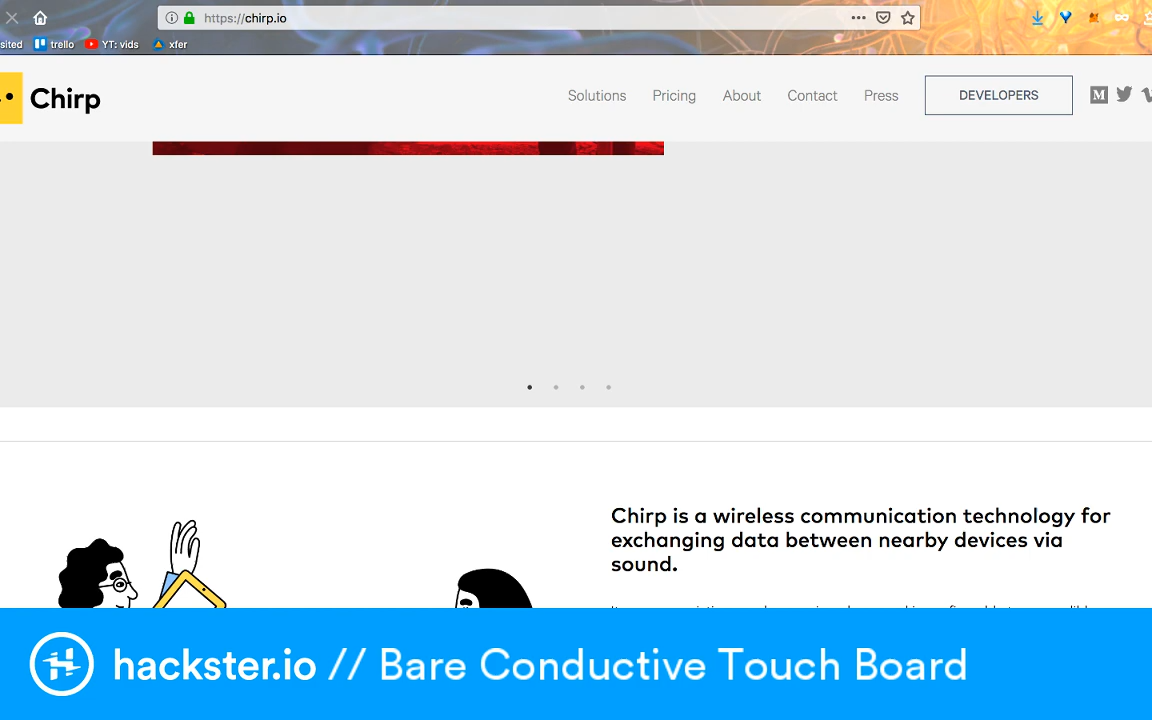 https://chirp.io
sited trello YT: vids xfer
Chirp
Solutions Pricing About Contact Press DEVELOPERS
Chirp is a wireless communication technology for
exchanging data between nearby devices via
sound.
hackster.io // Bare Conductive Touch Board